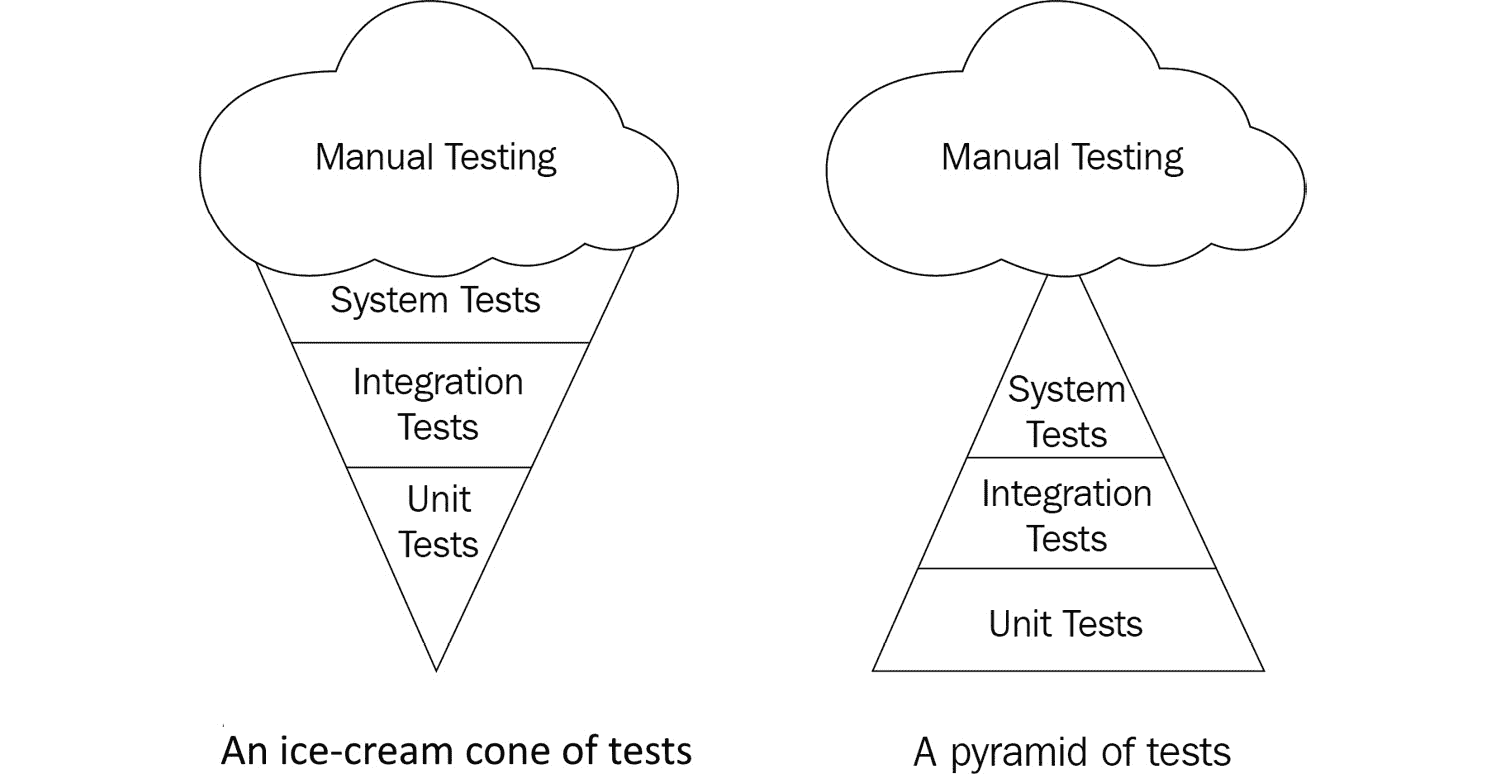 Manual Testing
System Tests
Integration
Tests
Unit
Tests
An ice-cream cone of tests
Manual Testing
System
Tests
Integration
Tests
Unit Tests
A pyramid of tests